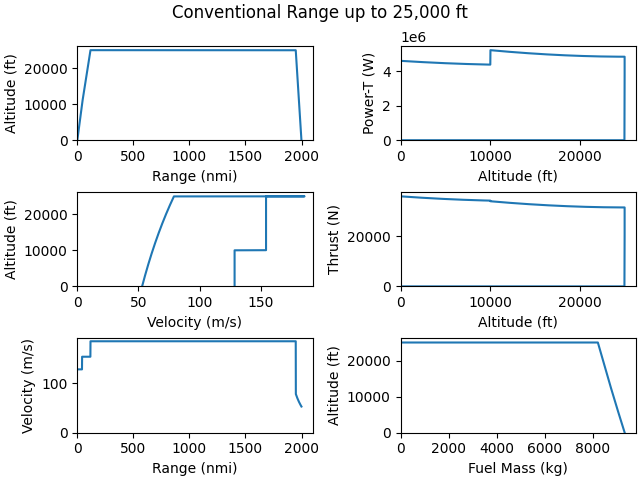 Conventional Range up to 25,000 ft
Altitude (ft)
20000
10000
0
0 500 1000 1500 2000
Range (nmi)
1e6
Power-T (W)
4
2
0
0 10000 20000
Altitude (ft)
Altitude (ft)
20000
10000
0
0 50 100 150
Velocity (m/s)
Thrust (N)
20000
0
0 10000 20000
Altitude (ft)
Velocity (m/s)
100
0
0 500 1000 1500 2000
Range (nmi)
Altitude (ft)
20000
10000
0
0 2000 4000 6000 8000
Fuel Mass (kg)